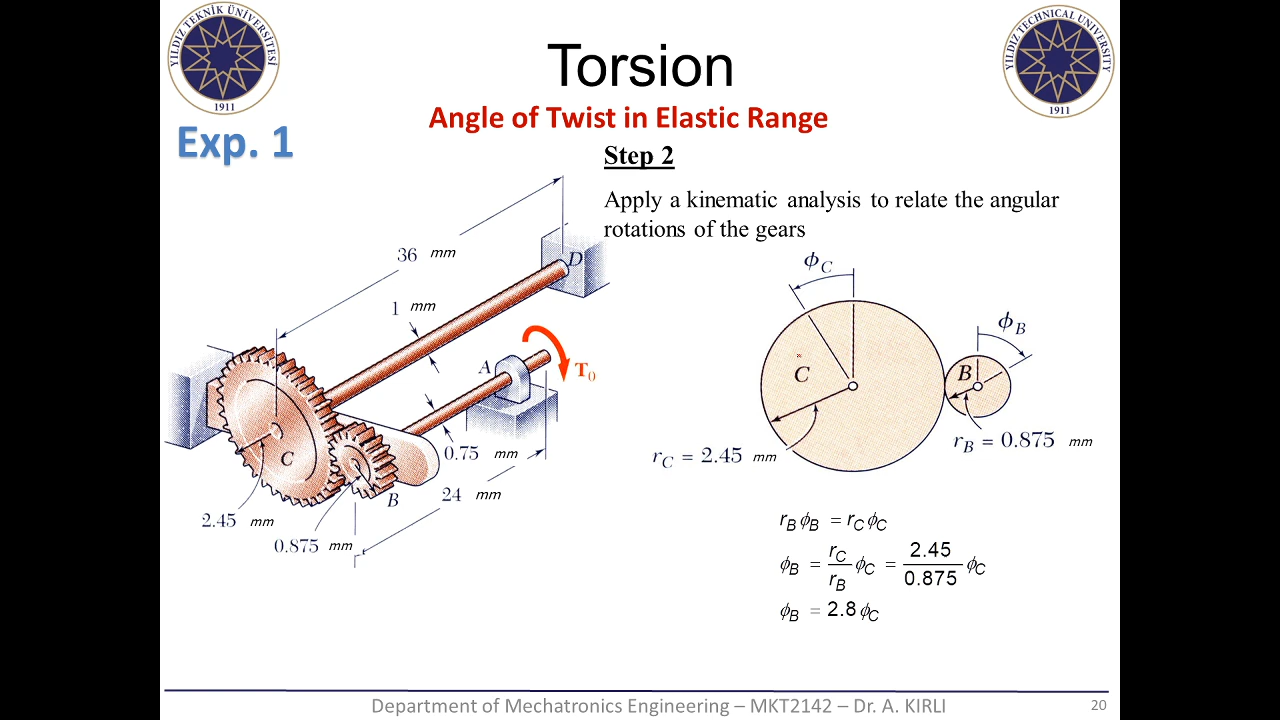 YILDIZ TEKNİK ÜNİVERSİTESİ
1911
Torsion
YILDIZ TECHNICAL UNIVERSITY
1911
Angle of Twist in Elastic Range
Exp. 1
Step 2
Apply a kinematic analysis to relate the angular
rotations of the gears
36 mm
D
1 mm
A
T0
C
0.75 mm
B
24 mm
2.45 mm
0.875 mm
ϕC
ϕB
C
B
rB = 0.875 mm
rC = 2.45 mm
rBϕB = rCϕC
ϕB = rC/rB ϕC = 2.45/0.875 ϕC
ϕB = 2.8ϕC
Department of Mechatronics Engineering – MKT2142 – Dr. A. KIRLI
20